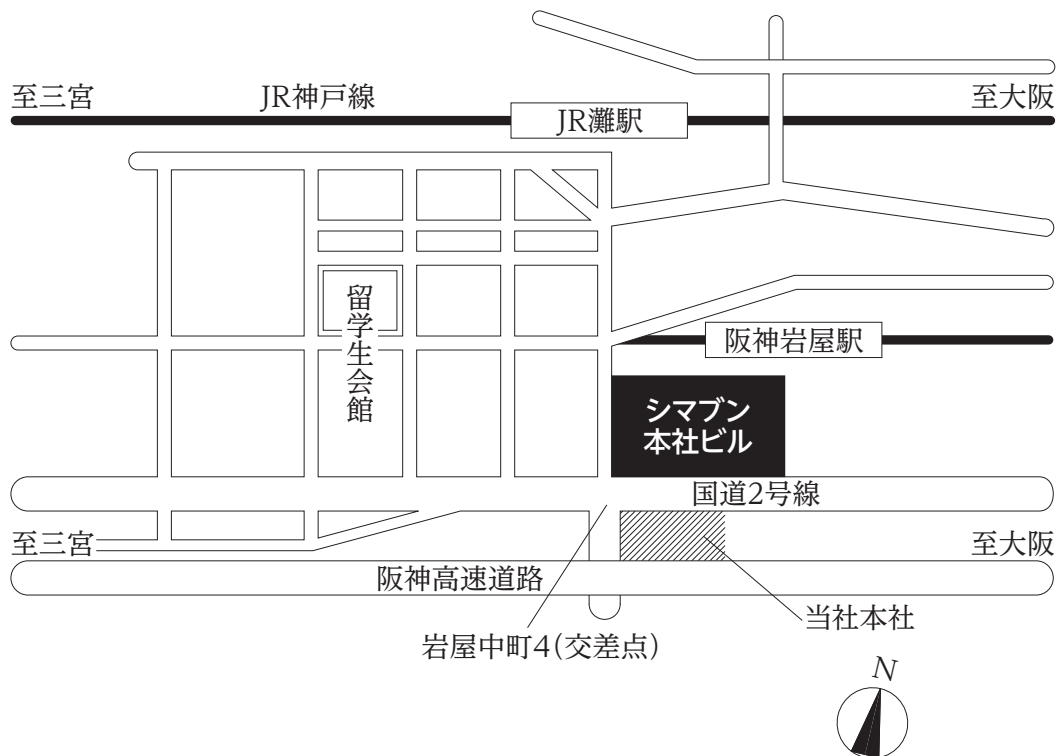 至三宮
JR神戸線
至大阪
JR灘駅
留学生会館
阪神岩屋駅
シマブン
本社ビル
国道2号線
至三宮
至大阪
阪神高速道路
当社本社
岩屋中町4(交差点)
N